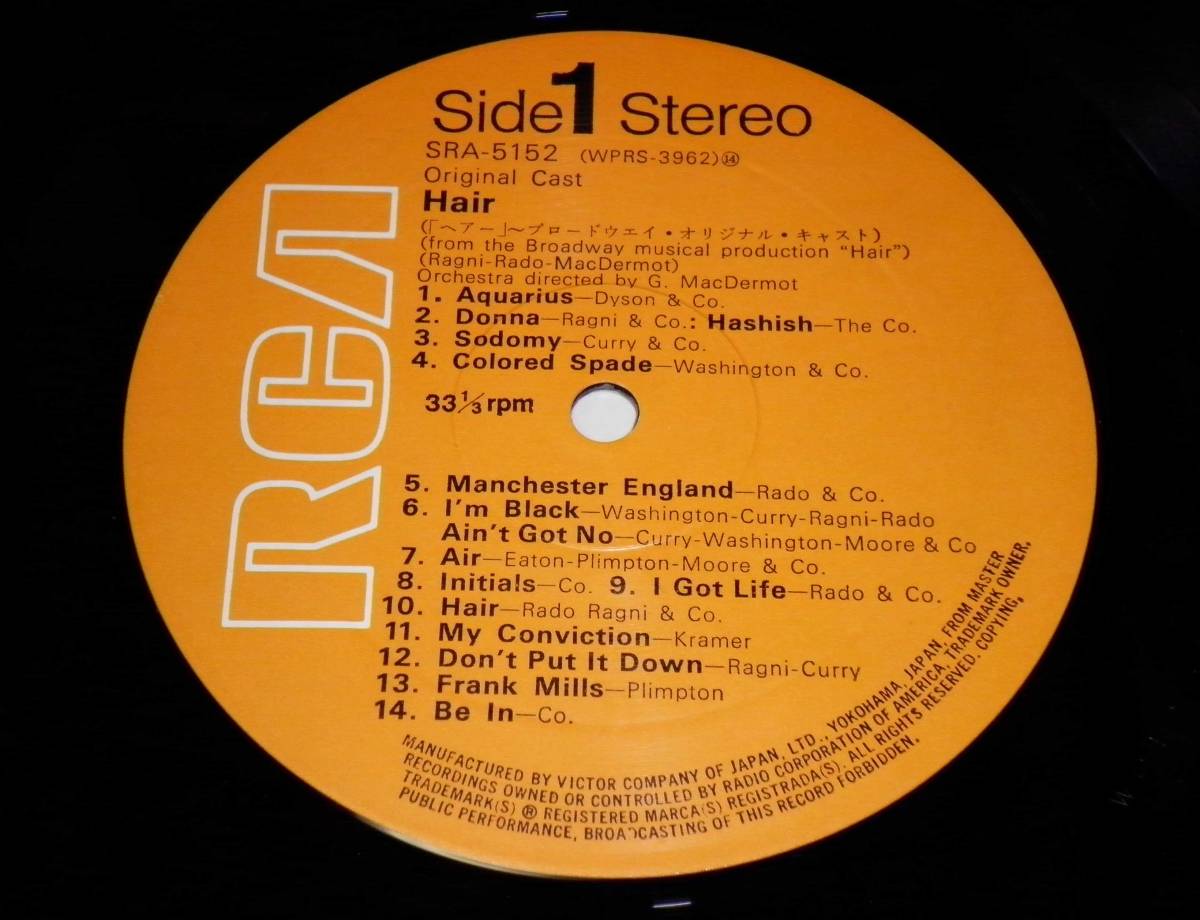 RCA
Side 1 Stereo
SRA-5152 (WPRS-3962)⑭
Original Cast
Hair
(「ヘアー」〜ブロードウエイ・オリジナル・キャスト)
(from the Broadway musical production “Hair”)
(Ragni-Rado-MacDermot)
Orchestra directed by G. MacDermot
1. Aquarius—Dyson & Co.
2. Donna—Ragni & Co.: Hashish—The Co.
3. Sodomy—Curry & Co.
4. Colored Spade—Washington & Co.
33⅓ rpm
5. Manchester England—Rado & Co.
6. I'm Black—Washington-Curry-Ragni-Rado
Ain't Got No—Curry-Washington-Moore & Co
7. Air—Eaton-Plimpton-Moore & Co.
8. Initials—Co. 9. I Got Life—Rado & Co.
10. Hair—Rado Ragni & Co.
11. My Conviction—Kramer
12. Don't Put It Down—Ragni-Curry
13. Frank Mills—Plimpton
14. Be In—Co.
MANUFACTURED BY VICTOR COMPANY OF JAPAN, LTD., YOKOHAMA, JAPAN, FROM MASTER
RECORDINGS OWNED OR CONTROLLED BY RADIO CORPORATION OF AMERICA, TRADEMARK OWNER.
TRADEMARK(S) ® REGISTERED MARCA(S) REGISTRADA(S). ALL RIGHTS RESERVED. COPYING,
PUBLIC PERFORMANCE, BROADCASTING OF THIS RECORD FORBIDDEN.